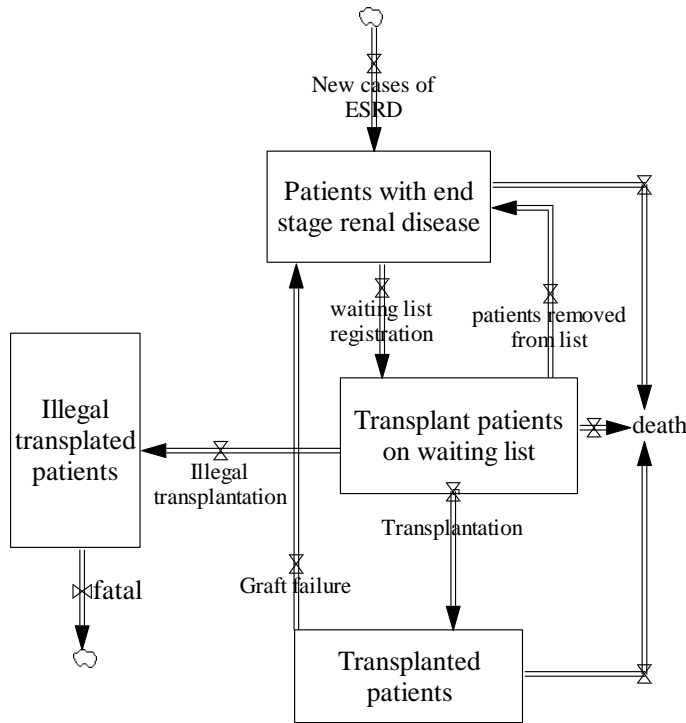 New cases of
ESRD
Patients with end
stage renal disease
waiting list
registration
patients removed
from list
Illegal
transplated
patients
Transplant patients
on waiting list
death
Illegal
transplantation
Transplantation
fatal
Graft failure
Transplanted
patients